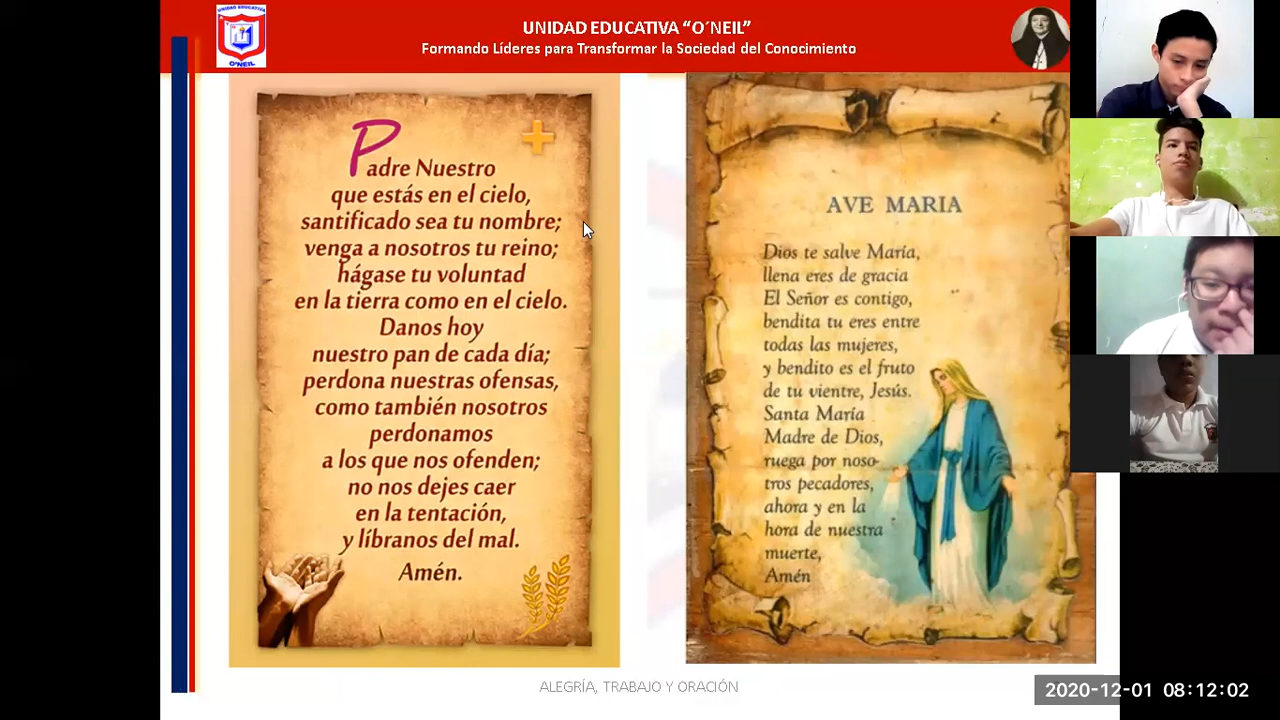 UNIDAD EDUCATIVA
O´NEIL
UNIDAD EDUCATIVA “O´NEIL”
Formando Líderes para Transformar la Sociedad del Conocimiento
Padre Nuestro
que estás en el cielo,
santificado sea tu nombre;
venga a nosotros tu reino;
hágase tu voluntad
en la tierra como en el cielo.
Danos hoy
nuestro pan de cada día;
perdona nuestras ofensas,
como también nosotros
perdonamos
a los que nos ofenden;
no nos dejes caer
en la tentación,
y líbranos del mal.
Amén.
AVE MARIA
Dios te salve María,
llena eres de gracia
El Señor es contigo,
bendita tu eres entre
todas las mujeres,
y bendito es el fruto
de tu vientre, Jesús.
Santa María
Madre de Dios,
ruega por noso-
tros pecadores,
ahora y en la
hora de nuestra
muerte,
Amén
ALEGRÍA, TRABAJO Y ORACIÓN
2020-12-01 08:12:02